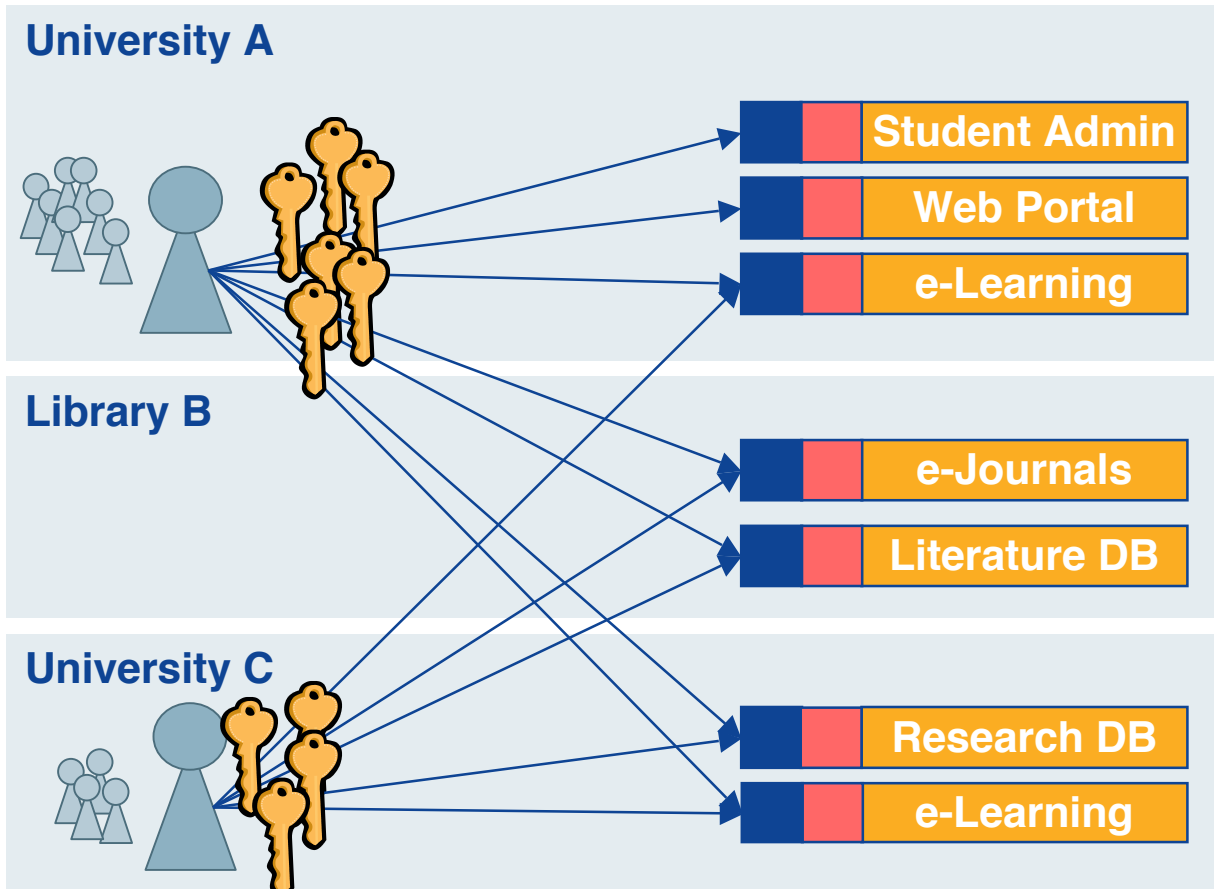 University A
Student Admin
Web Portal
e-Learning
Library B
e-Journals
Literature DB
University C
Research DB
e-Learning